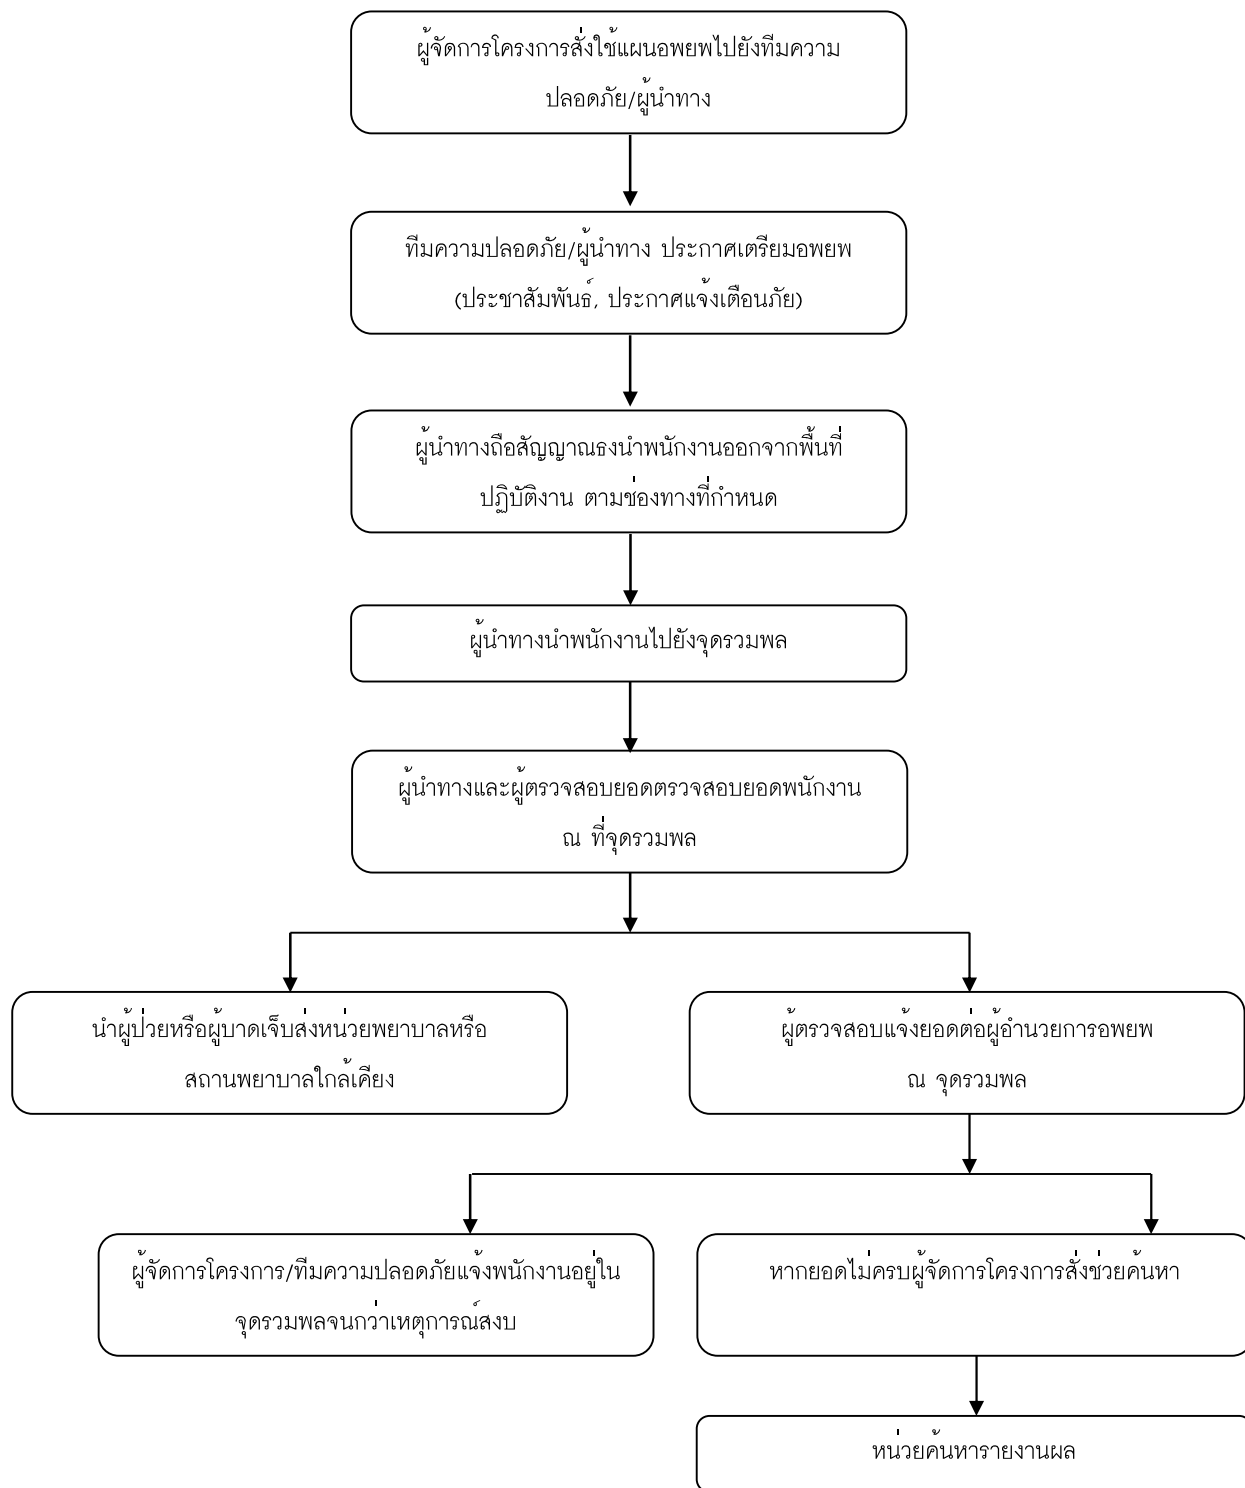 ผู้จัดการโครงการสั่งใช้แผนอพยพไปยังทีมความ
ปลอดภัย/ผู้นำทาง
ทีมความปลอดภัย/ผู้นำทาง ประกาศเตรียมอพยพ
(ประชาสัมพันธ์, ประกาศแจ้งเตือนภัย)
ผู้นำทางถือสัญญาณธงนำพนักงานออกจากพื้นที่
ปฏิบัติงาน ตามช่องทางที่กำหนด
ผู้นำทางนำพนักงานไปยังจุดรวมพล
ผู้นำทางและผู้ตรวจสอบยอดตรวจสอบยอดพนักงาน
ณ ที่จุดรวมพล
นำผู้ป่วยหรือผู้บาดเจ็บส่งหน่วยพยาบาลหรือ
สถานพยาบาลใกล้เคียง
ผู้ตรวจสอบแจ้งยอดต่อผู้อำนวยการอพยพ
ณ จุดรวมพล
ผู้จัดการโครงการ/ทีมความปลอดภัยแจ้งพนักงานอยู่ใน
จุดรวมพลจนกว่าเหตุการณ์สงบ
หากยอดไม่ครบผู้จัดการโครงการสั่งช่วยค้นหา
หน่วยค้นหารายงานผล